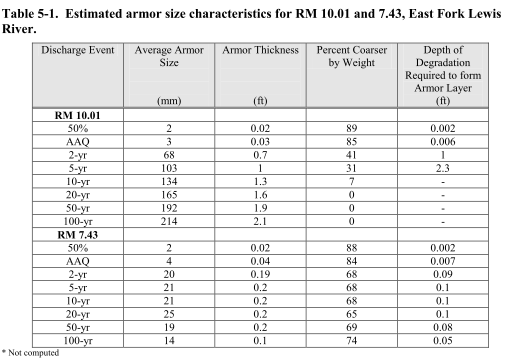 Table 5-1.  Estimated armor size characteristics for RM 10.01 and 7.43, East Fork Lewis
River.
Discharge Event | Average Armor Size (mm) | Armor Thickness (ft) | Percent Coarser by Weight | Depth of Degradation Required to form Armor Layer (ft)
RM 10.01
50% | 2 | 0.02 | 89 | 0.002
AAQ | 3 | 0.03 | 85 | 0.006
2-yr | 68 | 0.7 | 41 | 1
5-yr | 103 | 1 | 31 | 2.3
10-yr | 134 | 1.3 | 7 | -
20-yr | 165 | 1.6 | 0 | -
50-yr | 192 | 1.9 | 0 | -
100-yr | 214 | 2.1 | 0 | -
RM 7.43
50% | 2 | 0.02 | 88 | 0.002
AAQ | 4 | 0.04 | 84 | 0.007
2-yr | 20 | 0.19 | 68 | 0.09
5-yr | 21 | 0.2 | 68 | 0.1
10-yr | 21 | 0.2 | 68 | 0.1
20-yr | 25 | 0.2 | 65 | 0.1
50-yr | 19 | 0.2 | 69 | 0.08
100-yr | 14 | 0.1 | 74 | 0.05
* Not computed